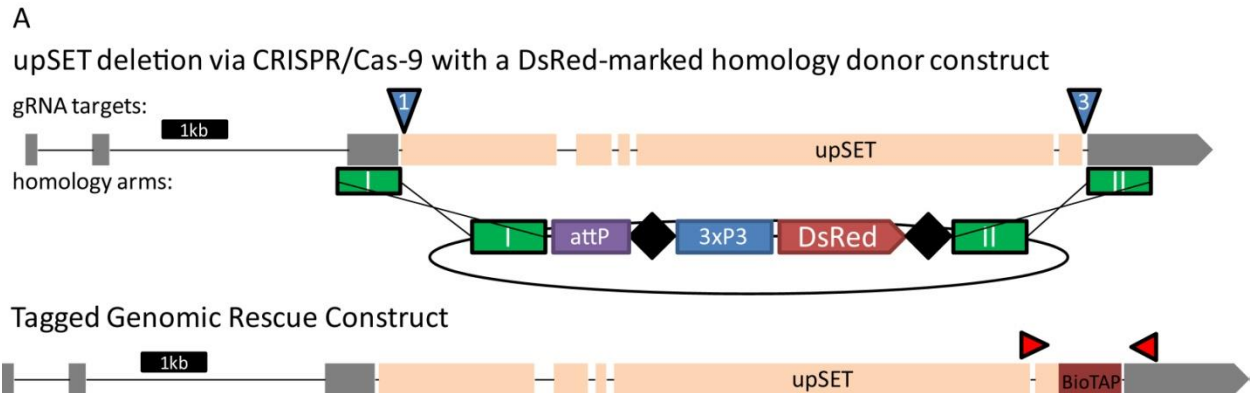 A
upSET deletion via CRISPR/Cas-9 with a DsRed-marked homology donor construct
gRNA targets:
1
3
1kb
upSET
homology arms:
I
II
I
attP
3xP3
DsRed
II
Tagged Genomic Rescue Construct
1kb
upSET
BioTAP